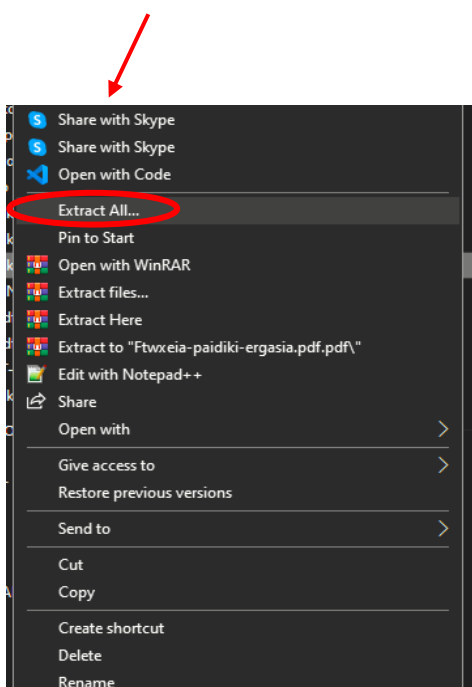 Share with Skype
Share with Skype
Open with Code
Extract All...
Pin to Start
Open with WinRAR
Extract files...
Extract Here
Extract to "Ftwxeia-paidiki-ergasia.pdf.pdf\"
Edit with Notepad++
Share
Open with
Give access to
Restore previous versions
Send to
Cut
Copy
Create shortcut
Delete
Rename